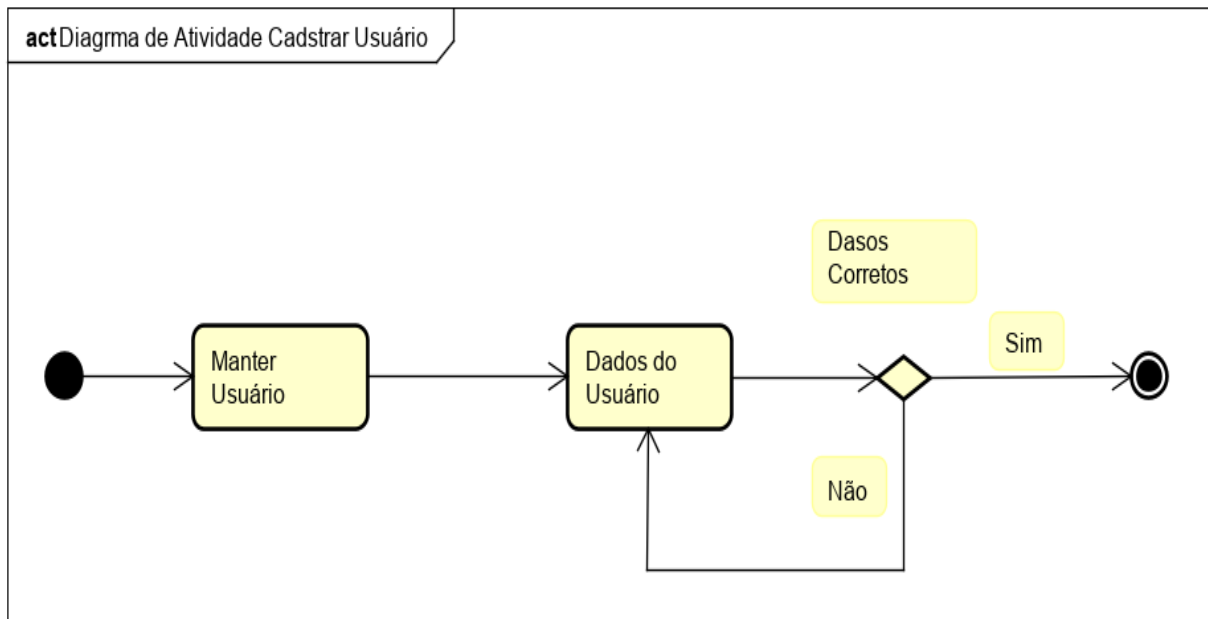 act Diagrma de Atividade Cadstrar Usuário
Dasos
Corretos
Sim
Manter
Usuário
Dados do
Usuário
Não